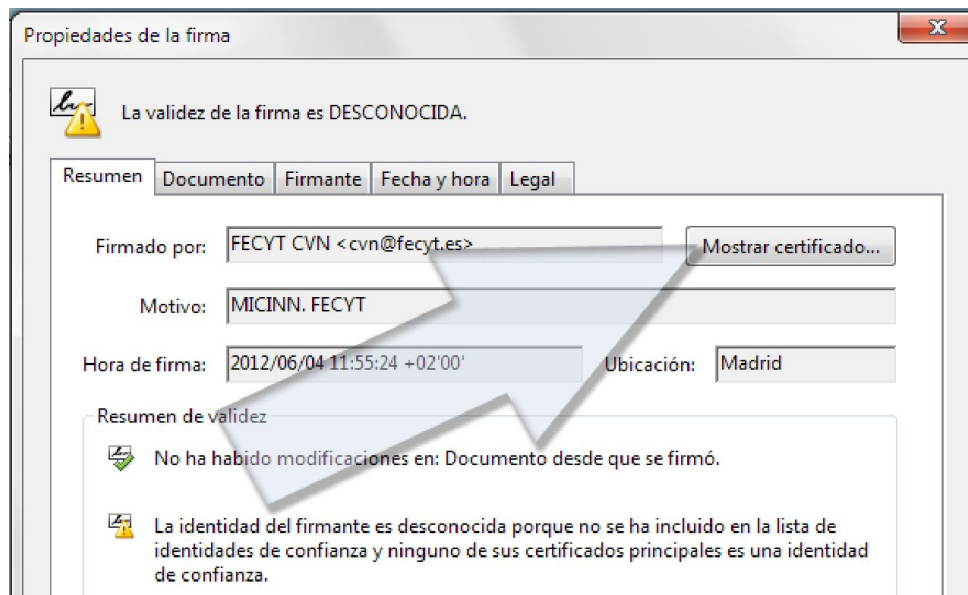 Propiedades de la firma
La validez de la firma es DESCONOCIDA.
Resumen Documento Firmante Fecha y hora Legal
Firmado por: FECYT CVN <cvn@fecyt.es> Mostrar certificado...
Motivo: MICINN. FECYT
Hora de firma: 2012/06/04 11:55:24 +02'00' Ubicación: Madrid
Resumen de validez
No ha habido modificaciones en: Documento desde que se firmó.
La identidad del firmante es desconocida porque no se ha incluido en la lista de
identidades de confianza y ninguno de sus certificados principales es una identidad
de confianza.